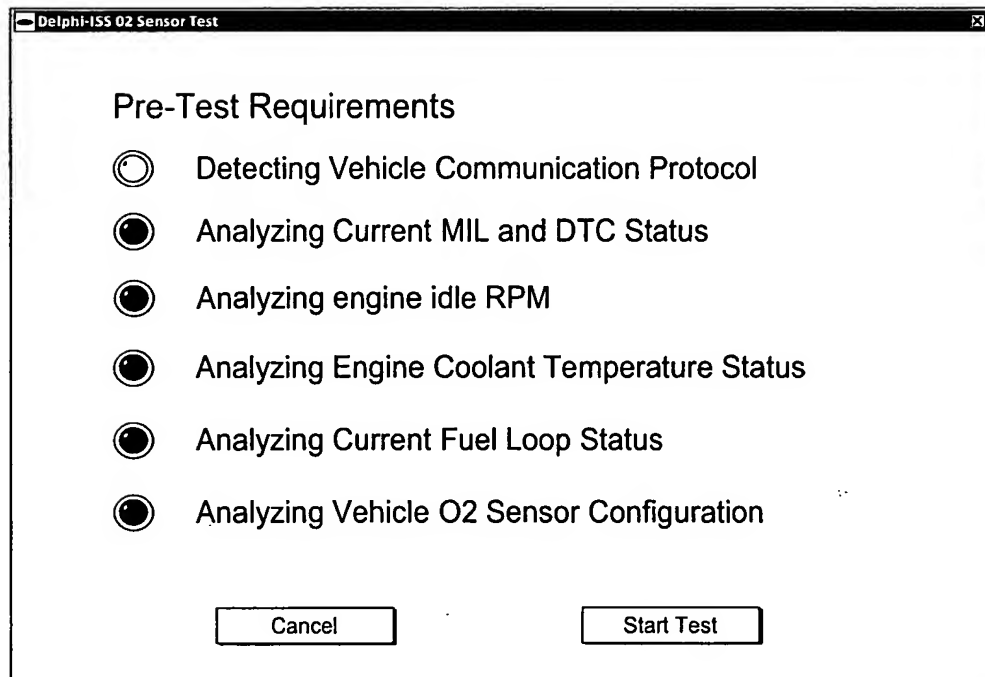 Delphi-ISS 02 Sensor Test
Pre-Test Requirements
Detecting Vehicle Communication Protocol
Analyzing Current MIL and DTC Status
Analyzing engine idle RPM
Analyzing Engine Coolant Temperature Status
Analyzing Current Fuel Loop Status
Analyzing Vehicle O2 Sensor Configuration
Cancel Start Test